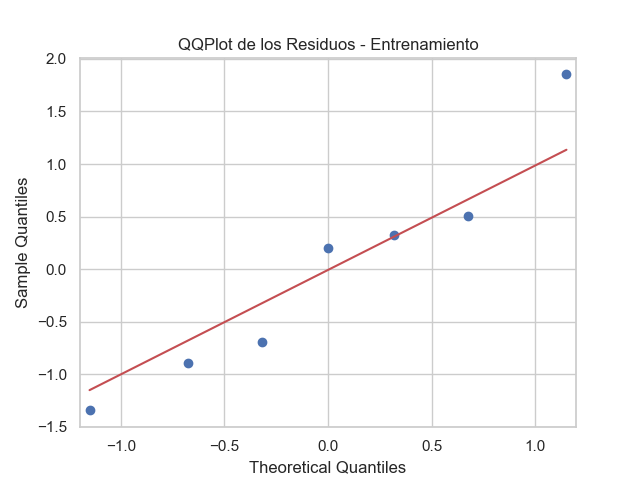 QQPlot de los Residuos - Entrenamiento
2.0
1.5
1.0
0.5
0.0
−0.5
−1.0
−1.5
Sample Quantiles
−1.0 −0.5 0.0 0.5 1.0
Theoretical Quantiles